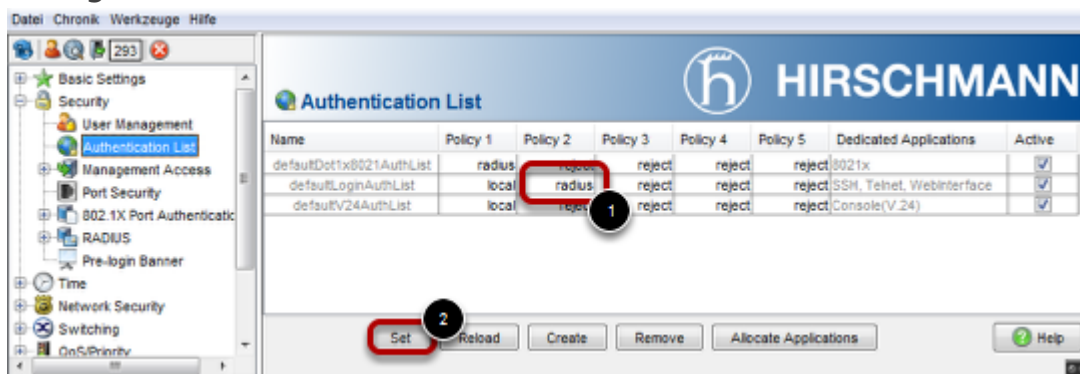 Datei Chronik Werkzeuge Hilfe
293
Basic Settings
Security
User Management
Authentication List
Management Access
Port Security
802.1X Port Authenticatic
RADIUS
Pre-login Banner
Time
Network Security
Switching
QoS/Priority
HIRSCHMANN
Authentication List
Name Policy 1 Policy 2 Policy 3 Policy 4 Policy 5 Dedicated Applications Active
defaultDot1x8021AuthList radius reject reject reject reject 8021x
defaultLoginAuthList local radius reject reject reject SSH, Telnet, WebInterface
defaultV24AuthList local reject reject reject reject Console(V.24)
1
2
Set Reload Create Remove Allocate Applications Help